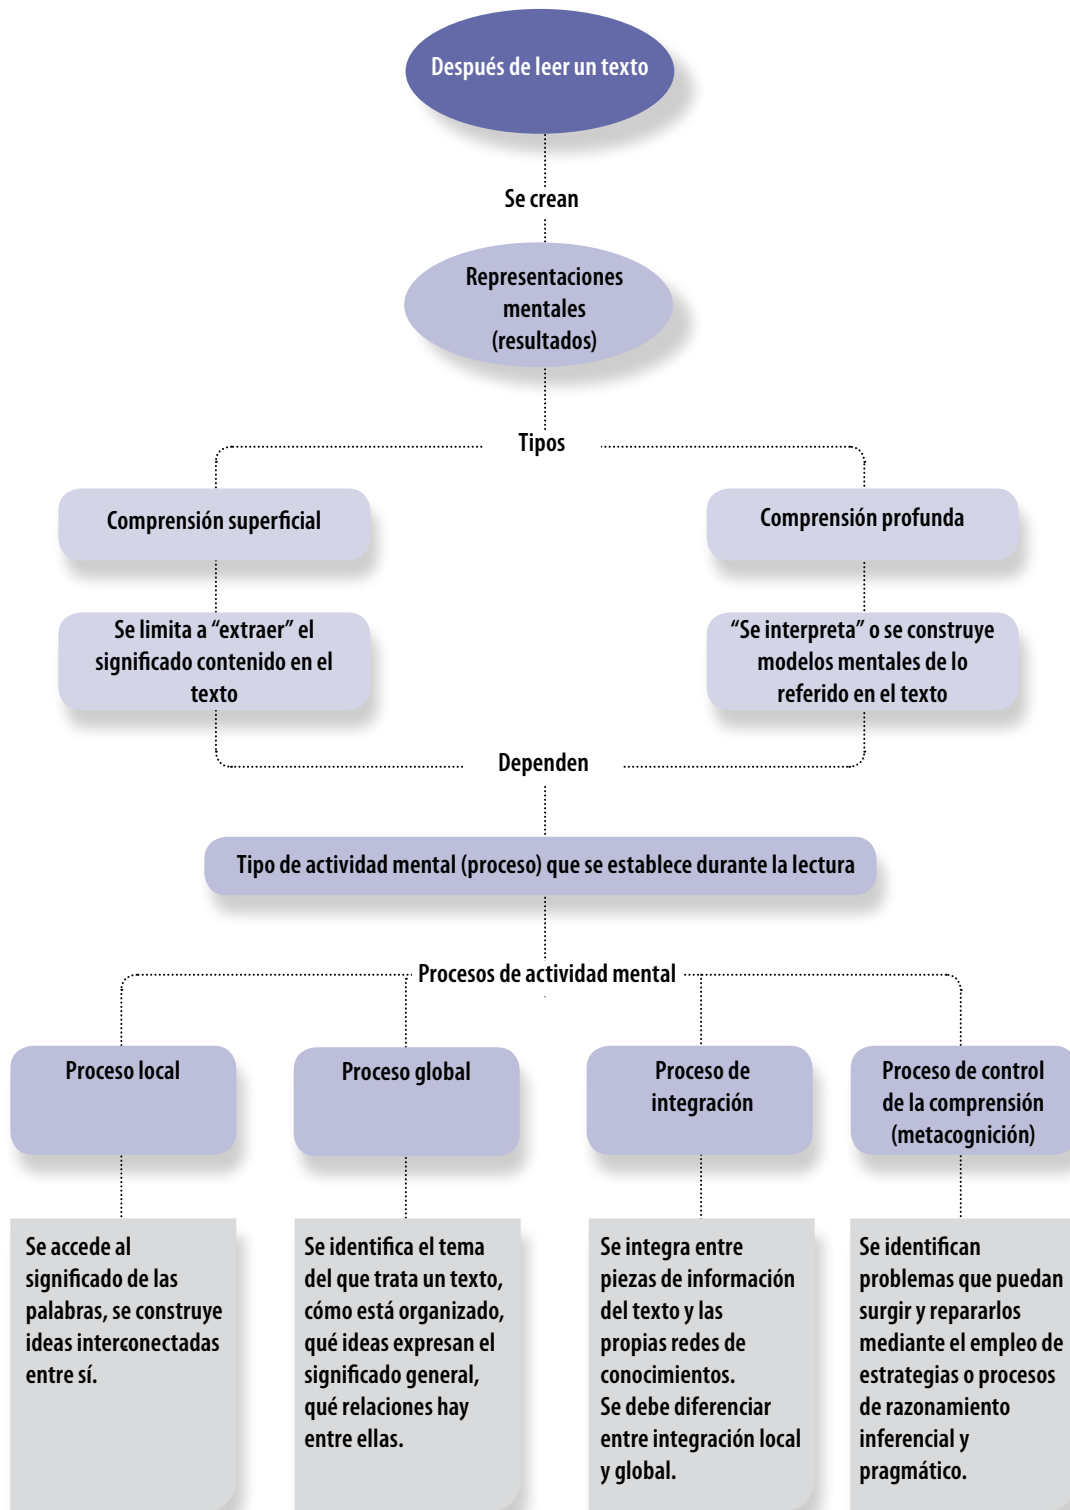 Después de leer un texto
Se crean
Representaciones
mentales
(resultados)
Tipos
Comprensión superficial
Comprensión profunda
Se limita a “extraer” el
significado contenido en el
texto
“Se interpreta” o se construye
modelos mentales de lo
referido en el texto
Dependen
Tipo de actividad mental (proceso) que se establece durante la lectura
Procesos de actividad mental
Proceso local
Proceso global
Proceso de
integración
Proceso de control
de la comprensión
(metacognición)
Se accede al
significado de las
palabras, se construye
ideas interconectadas
entre sí.
Se identifica el tema
del que trata un texto,
cómo está organizado,
qué ideas expresan el
significado general,
qué relaciones hay
entre ellas.
Se integra entre
piezas de información
del texto y las
propias redes de
conocimientos.
Se debe diferenciar
entre integración local
y global.
Se identifican
problemas que puedan
surgir y repararlos
mediante el empleo de
estrategias o procesos
de razonamiento
inferencial y
pragmático.